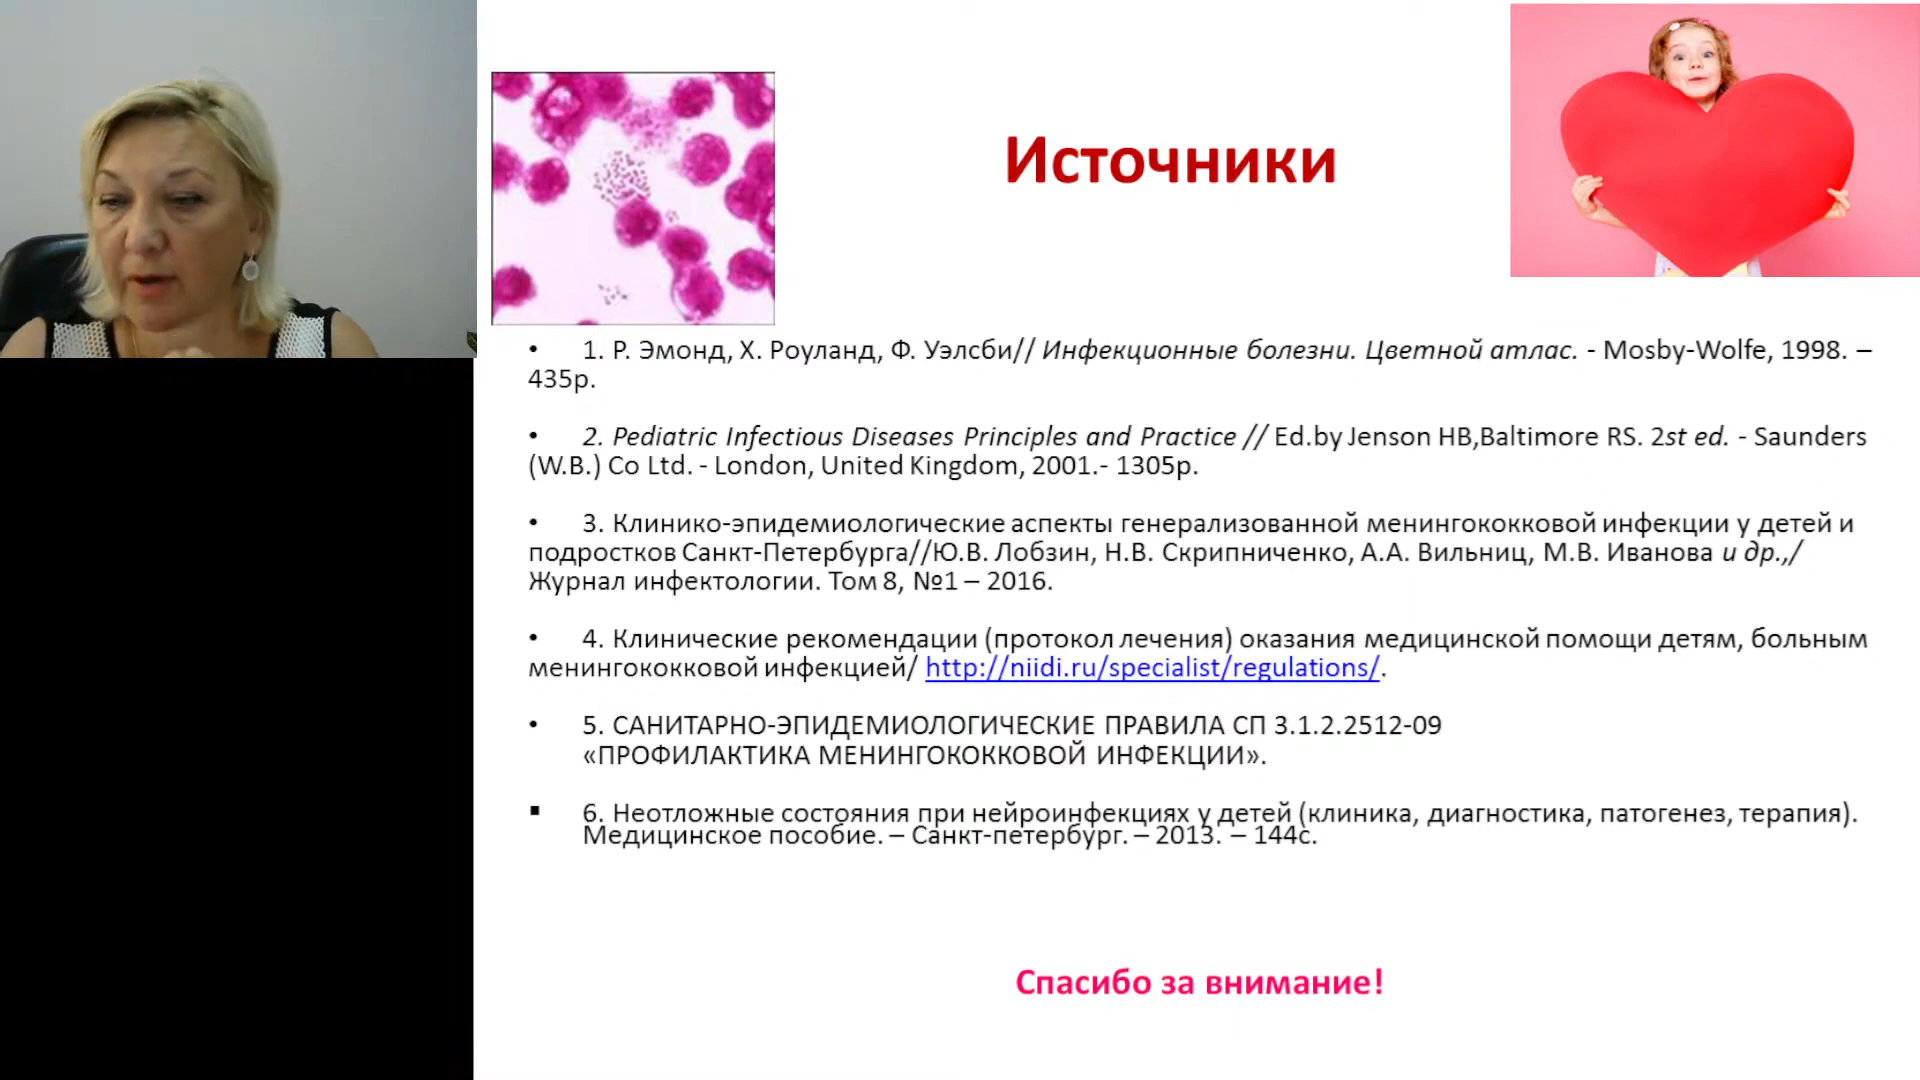 Источники
• 1. Р. Эмонд, Х. Роуланд, Ф. Уэлсби// Инфекционные болезни. Цветной атлас. - Mosby-Wolfe, 1998. –
435р.
• 2. Pediatric Infectious Diseases Principles and Practice // Ed.by Jenson HB,Baltimore RS. 2st ed. - Saunders
(W.B.) Co Ltd. - London, United Kingdom, 2001.- 1305p.
• 3. Клинико-эпидемиологические аспекты генерализованной менингококковой инфекции у детей и
подростков Санкт-Петербурга//Ю.В. Лобзин, Н.В. Скрипниченко, А.А. Вильниц, М.В. Иванова и др.,/
Журнал инфектологии. Том 8, №1 – 2016.
• 4. Клинические рекомендации (протокол лечения) оказания медицинской помощи детям, больным
менингококковой инфекцией/ http://niidi.ru/specialist/regulations/.
• 5. САНИТАРНО-ЭПИДЕМИОЛОГИЧЕСКИЕ ПРАВИЛА СП 3.1.2.2512-09
«ПРОФИЛАКТИКА МЕНИНГОКОККОВОЙ ИНФЕКЦИИ».
▪ 6. Неотложные состояния при нейроинфекциях у детей (клиника, диагностика, патогенез, терапия).
Медицинское пособие. – Санкт-петербург. – 2013. – 144с.
Спасибо за внимание!